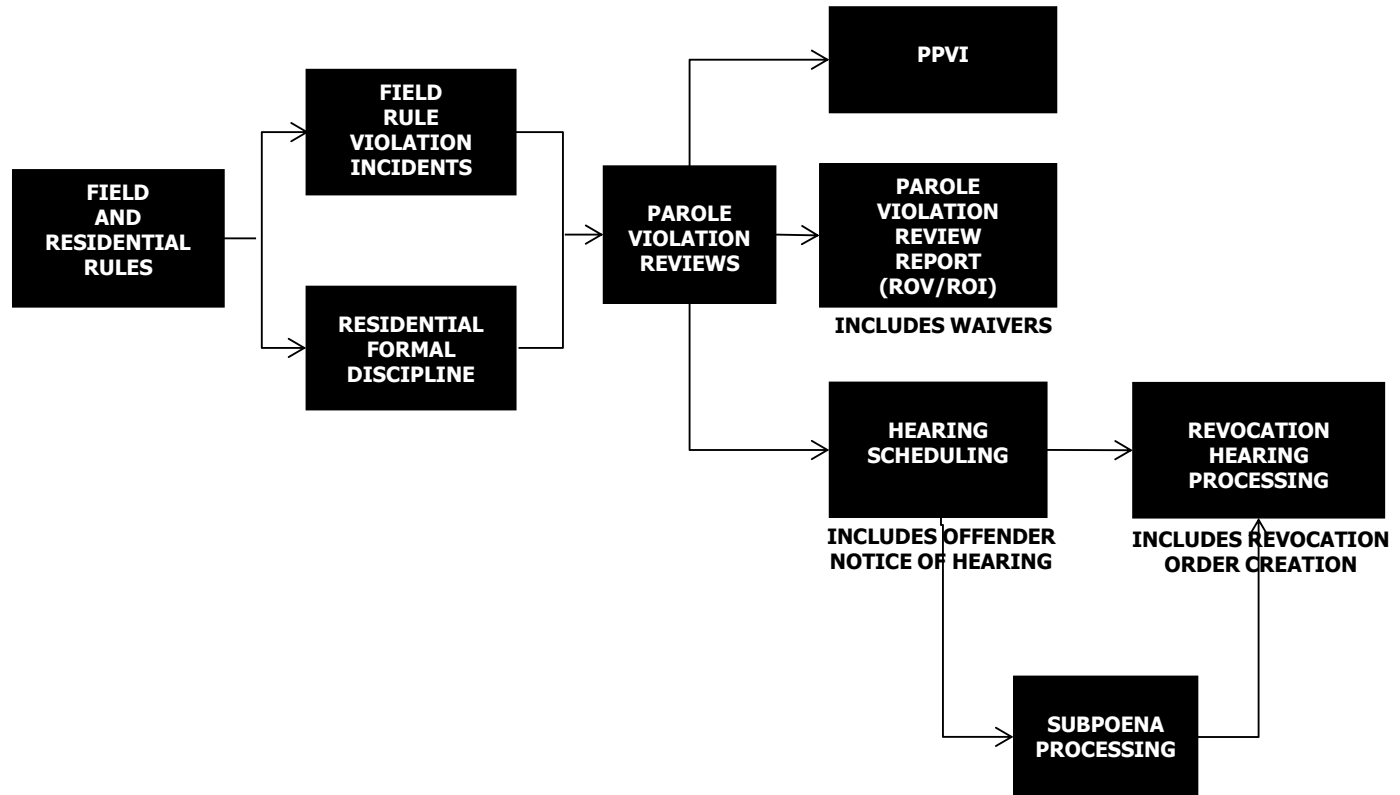 FIELD
AND
RESIDENTIAL
RULES
FIELD
RULE
VIOLATION
INCIDENTS
RESIDENTIAL
FORMAL
DISCIPLINE
PAROLE
VIOLATION
REVIEWS
PPVI
PAROLE
VIOLATION
REVIEW
REPORT
(ROV/ROI)
INCLUDES WAIVERS
HEARING
SCHEDULING
INCLUDES OFFENDER
NOTICE OF HEARING
REVOCATION
HEARING
PROCESSING
INCLUDES REVOCATION
ORDER CREATION
SUBPOENA
PROCESSING